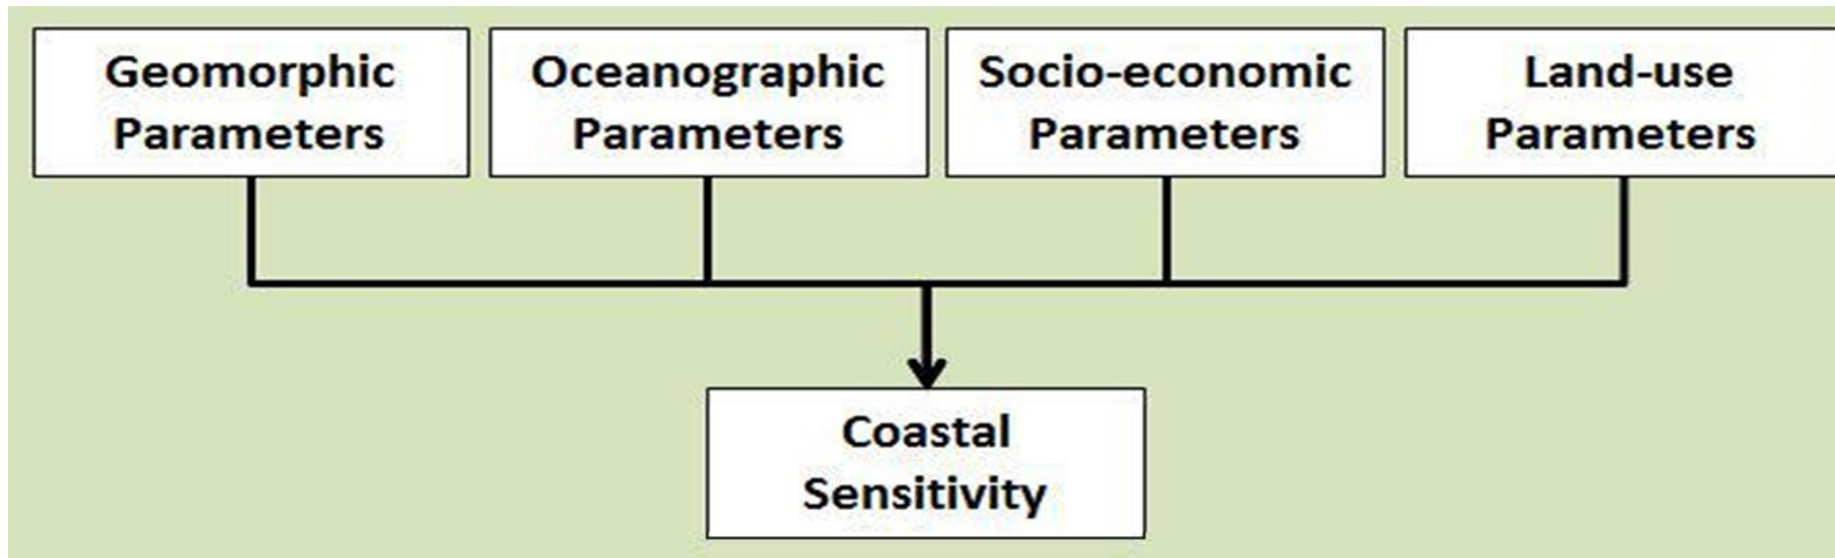 Geomorphic
Parameters
Oceanographic
Parameters
Socio-economic
Parameters
Land-use
Parameters
Coastal
Sensitivity